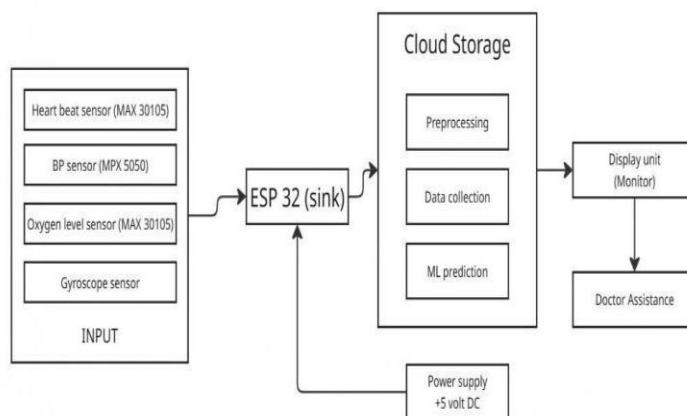 Heart beat sensor (MAX 30105)
BP sensor (MPX 5050)
Oxygen level sensor (MAX 30105)
Gyroscope sensor
INPUT
ESP 32 (sink)
Cloud Storage
Preprocessing
Data collection
ML prediction
Display unit
(Monitor)
Doctor Assistance
Power supply
+5 volt DC